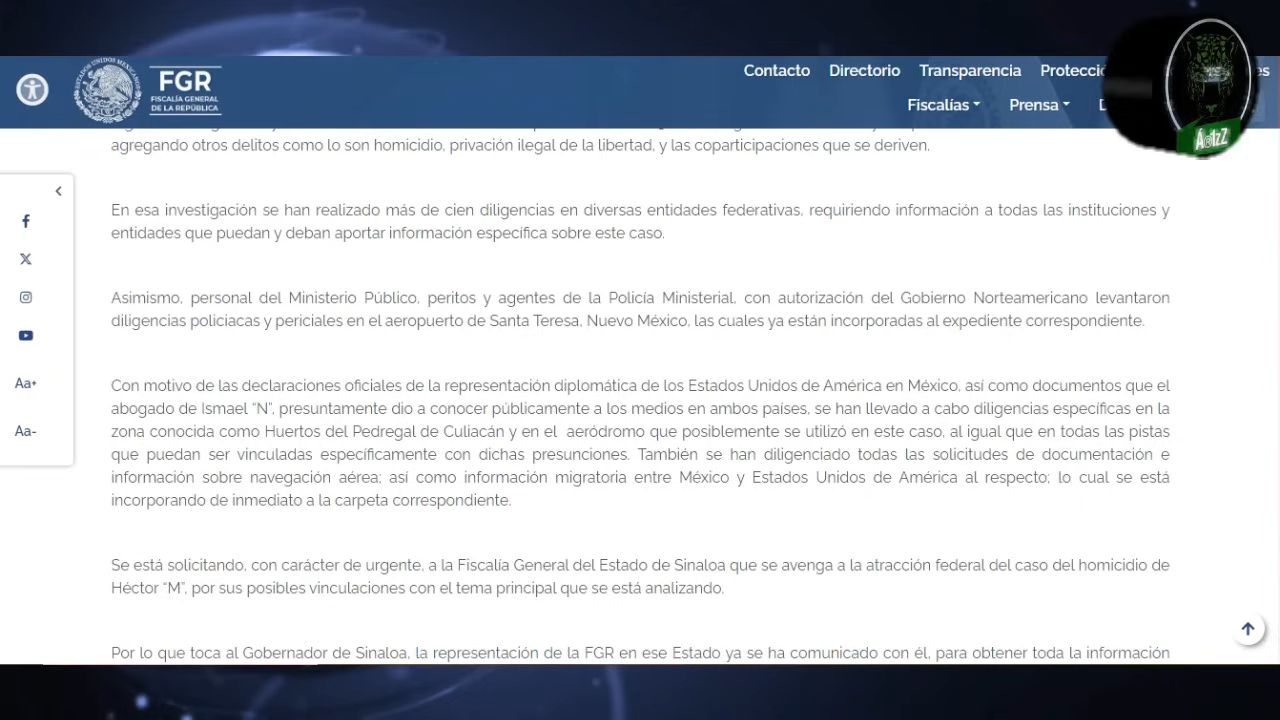 ESTADOS UNIDOS MEXICANOS
FGR
FISCALÍA GENERAL
DE LA REPÚBLICA
Contacto Directorio Transparencia
Fiscalías Prensa
agregando otros delitos como lo son homicidio, privación ilegal de la libertad, y las coparticipaciones que se deriven.
En esa investigación se han realizado más de cien diligencias en diversas entidades federativas, requiriendo información a todas las instituciones y
entidades que puedan y deban aportar información específica sobre este caso.
Asimismo, personal del Ministerio Público, peritos y agentes de la Policía Ministerial, con autorización del Gobierno Norteamericano levantaron
diligencias policiacas y periciales en el aeropuerto de Santa Teresa, Nuevo México, las cuales ya están incorporadas al expediente correspondiente.
Con motivo de las declaraciones oficiales de la representación diplomática de los Estados Unidos de América en México, así como documentos que el
abogado de Ismael “N”, presuntamente dio a conocer públicamente a los medios en ambos países, se han llevado a cabo diligencias específicas en la
zona conocida como Huertos del Pedregal de Culiacán y en el aeródromo que posiblemente se utilizó en este caso, al igual que en todas las pistas
que puedan ser vinculadas específicamente con dichas presunciones. También se han diligenciado todas las solicitudes de documentación e
información sobre navegación aérea; así como información migratoria entre México y Estados Unidos de América al respecto; lo cual se está
incorporando de inmediato a la carpeta correspondiente.
Se está solicitando, con carácter de urgente, a la Fiscalía General del Estado de Sinaloa que se avenga a la atracción federal del caso del homicidio de
Héctor “M”, por sus posibles vinculaciones con el tema principal que se está analizando.
Por lo que toca al Gobernador de Sinaloa, la representación de la FGR en ese Estado ya se ha comunicado con él, para obtener toda la información
Aa+
Aa-